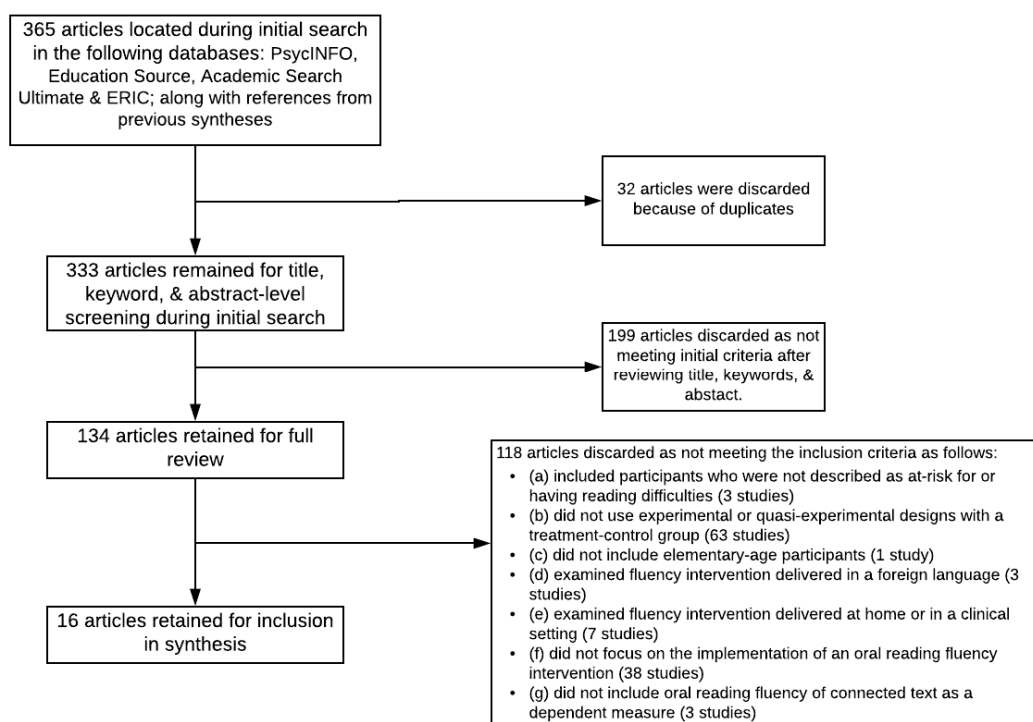 365 articles located during initial search
in the following databases: PsycINFO,
Education Source, Academic Search
Ultimate & ERIC; along with references from
previous syntheses
32 articles were discarded
because of duplicates
333 articles remained for title,
keyword, & abstract-level
screening during initial search
199 articles discarded as not
meeting initial criteria after
reviewing title, keywords, &
abstact.
134 articles retained for full
review
118 articles discarded as not meeting the inclusion criteria as follows:
• (a) included participants who were not described as at-risk for or
having reading difficulties (3 studies)
• (b) did not use experimental or quasi-experimental designs with a
treatment-control group (63 studies)
• (c) did not include elementary-age participants (1 study)
• (d) examined fluency intervention delivered in a foreign language (3
studies)
• (e) examined fluency intervention delivered at home or in a clinical
setting (7 studies)
• (f) did not focus on the implementation of an oral reading fluency
intervention (38 studies)
• (g) did not include oral reading fluency of connected text as a
dependent measure (3 studies)
16 articles retained for inclusion
in synthesis